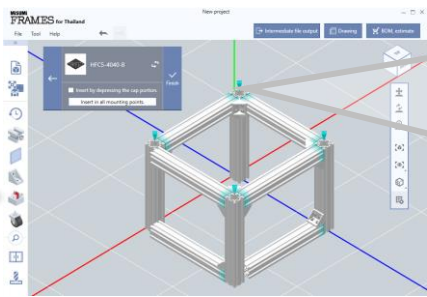 MISUMI
FRAMES for Thailand
New project
File Tool Help
Intermediate file output
Drawing
BOM, estimate
HFCS-4040-8
Insert by depressing the cap portion.
Insert in all mounting points.
Finish